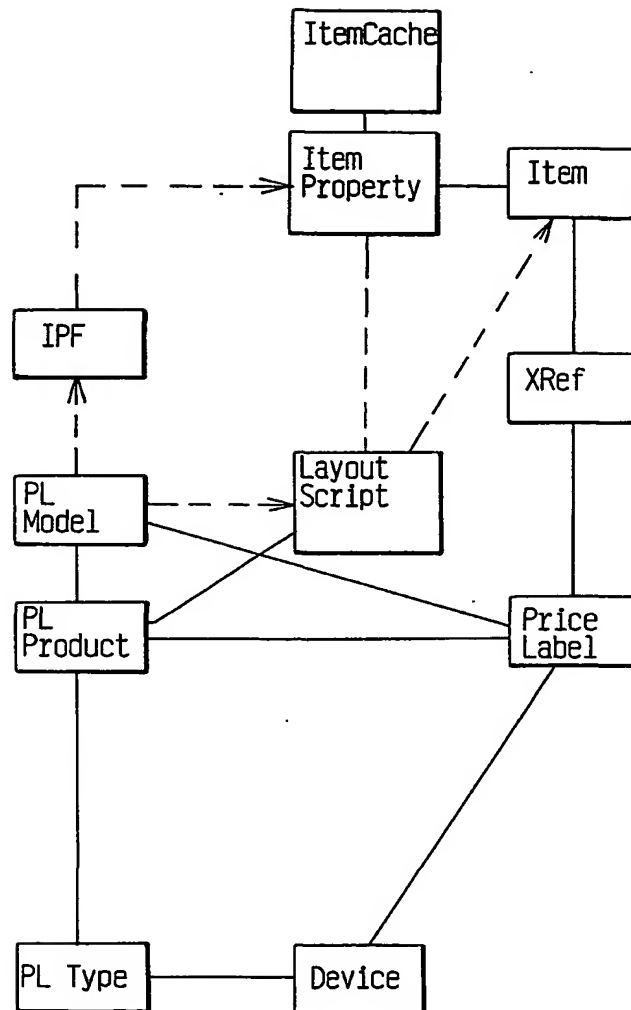 ItemCache
Item
Property
Item
IPF
XRef
Layout
Script
PL
Model
PL
Product
Price
Label
PL Type
Device